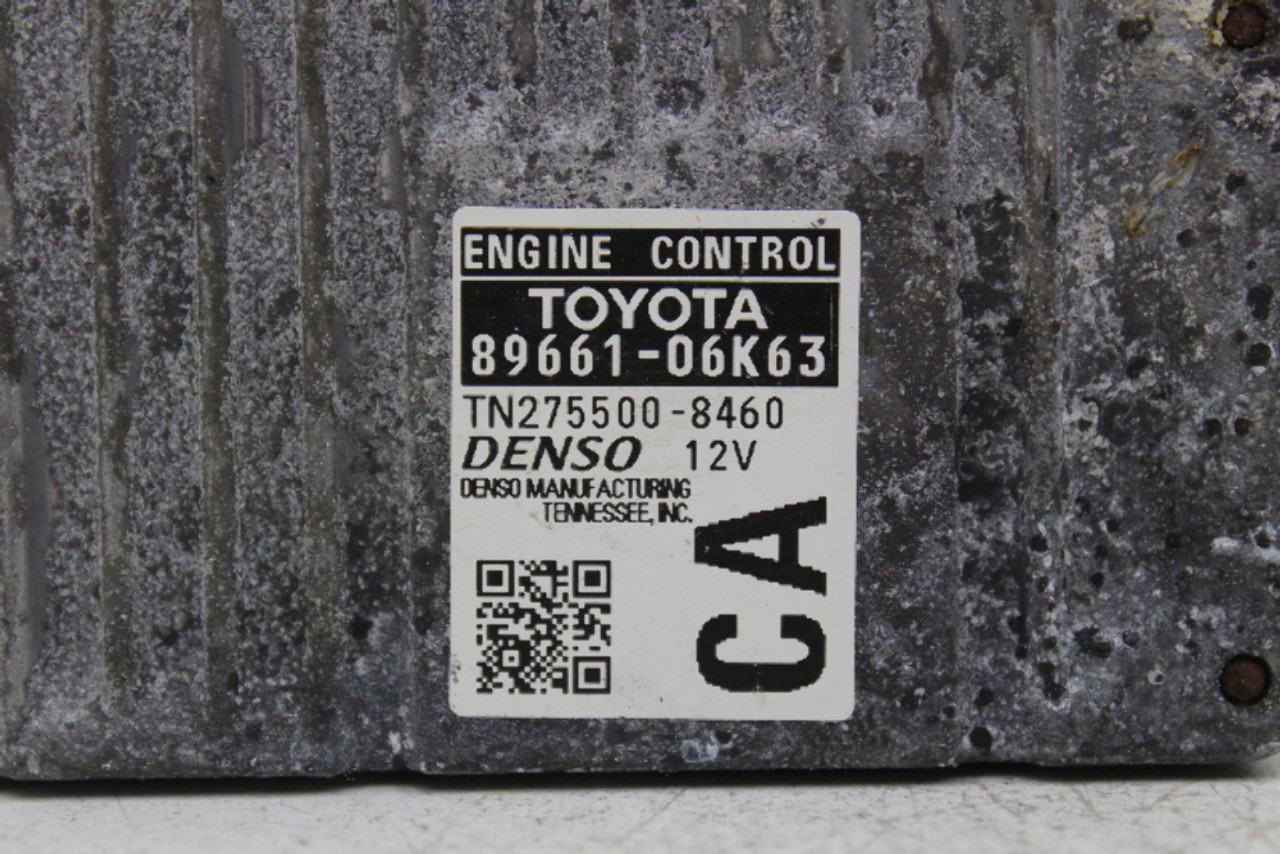 ENGINE CONTROL
TOYOTA
89661-06K63
TN275500-8460
DENSO 12V
DENSO MANUFACTURING
TENNESSEE, INC.
CA